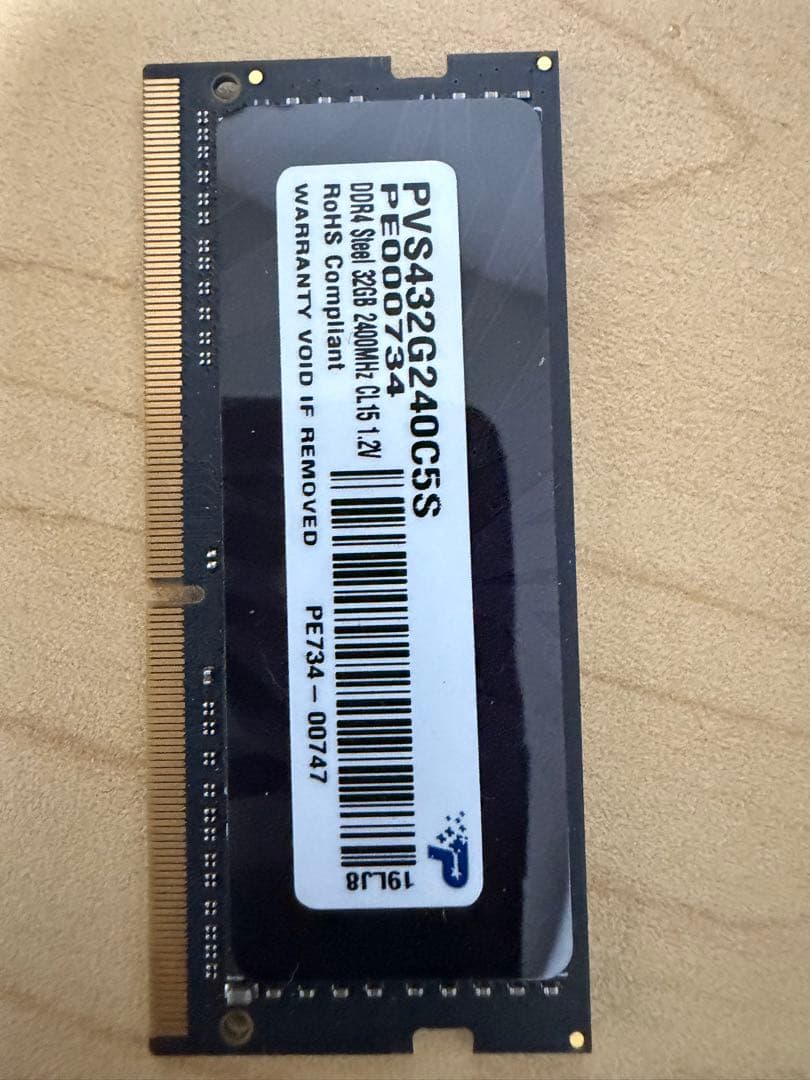 PVS432G240C5S
PE000734
DDR4 Steel 32GB 2400MHz CL15 1.2V
RoHS Compliant
WARRANTY VOID IF REMOVED
PE734-00747
19LJ8